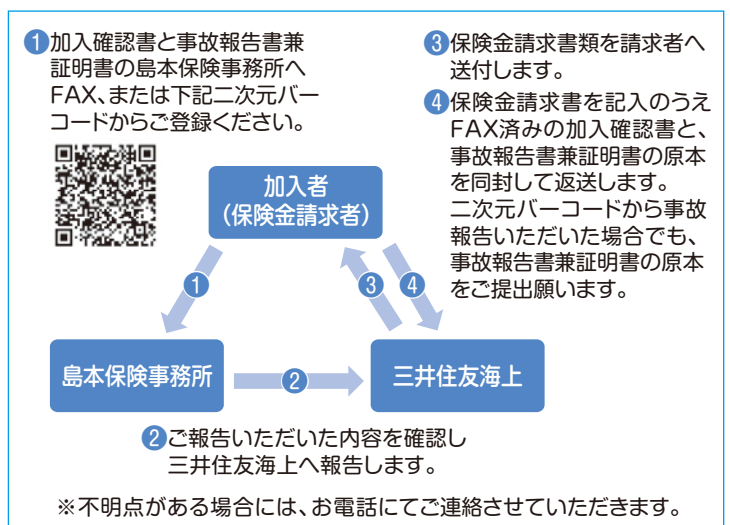 ❶加入確認書と事故報告書兼
証明書の島本保険事務所へ
FAX、または下記二次元バー
コードからご登録ください。
❸保険金請求書類を請求者へ
送付します。
❹保険金請求書を記入のうえ
FAX済みの加入確認書と、
事故報告書兼証明書の原本
を同封して返送します。
二次元バーコードから事故
報告いただいた場合でも、
事故報告書兼証明書の原本
をご提出願います。
加入者
（保険金請求者）
❶
❸
❹
島本保険事務所
❷
三井住友海上
❷ご報告いただいた内容を確認し
三井住友海上へ報告します。
※不明点がある場合には、お電話にてご連絡させていただきます。